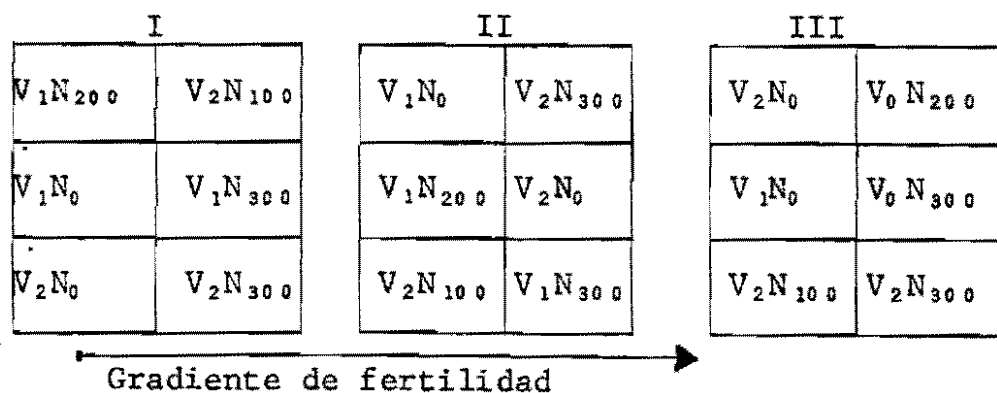 I II III
V₁N₂₀₀ V₂N₁₀₀ V₁N₀ V₂N₃₀₀ V₂N₀ V₀N₂₀₀
V₁N₀ V₁N₃₀₀ V₁N₂₀₀ V₂N₀ V₁N₀ V₀N₃₀₀
V₂N₀ V₂N₃₀₀ V₂N₁₀₀ V₁N₃₀₀ V₂N₁₀₀ V₂N₃₀₀
Gradiente de fertilidad